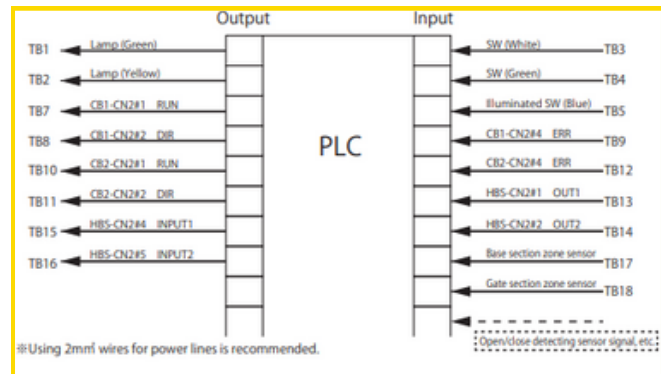 Output Input
TB1 Lamp (Green) SW (White) TB3
TB2 Lamp (Yellow) SW (Green) TB4
TB7 CB1-CN2#1 RUN Illuminated SW (Blue) TB5
TB8 CB1-CN2#2 DIR CB1-CN2#4 ERR TB9
PLC
TB10 CB2-CN2#1 RUN CB2-CN2#4 ERR TB12
TB11 CB2-CN2#2 DIR HBS-CN2#1 OUT1 TB13
TB15 HBS-CN2#4 INPUT1 HBS-CN2#2 OUT2 TB14
TB16 HBS-CN2#5 INPUT2 Base section zone sensor TB17
Gate section zone sensor TB18
※Using 2mm² wires for power lines is recommended.
Open/close detecting sensor signal, etc.